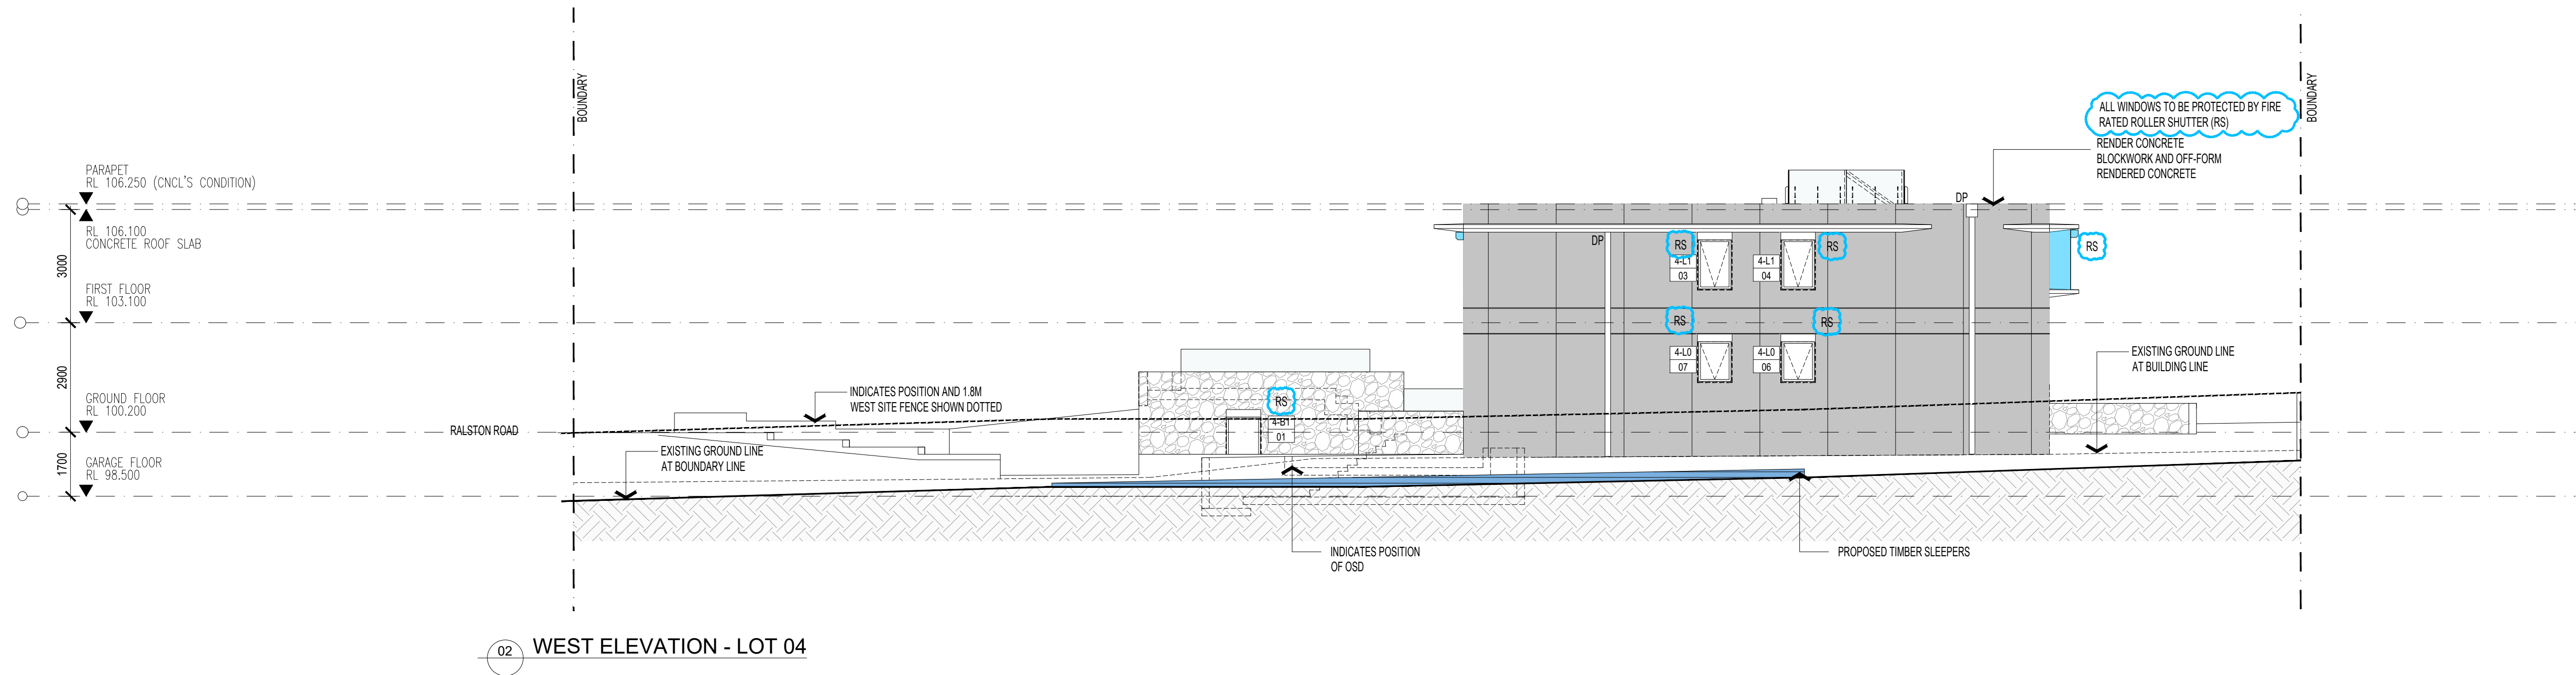 BOUNDARY
BOUNDARY
ALL WINDOWS TO BE PROTECTED BY FIRE
RATED ROLLER SHUTTER (RS)
RENDER CONCRETE
BLOCKWORK AND OFF-FORM
RENDERED CONCRETE
PARAPET
RL 106.250 (CNCL'S CONDITION)
RL 106.100
CONCRETE ROOF SLAB
3000
FIRST FLOOR
RL 103.100
2900
GROUND FLOOR
RL 100.200
1700
GARAGE FLOOR
RL 98.500
RALSTON ROAD
INDICATES POSITION AND 1.8M
WEST SITE FENCE SHOWN DOTTED
EXISTING GROUND LINE
AT BOUNDARY LINE
RS
4-B1
01
DP
DP
RS
4-L1
03
4-L1
04
RS
RS
RS
RS
4-L0
07
4-L0
06
EXISTING GROUND LINE
AT BUILDING LINE
INDICATES POSITION
OF OSD
PROPOSED TIMBER SLEEPERS
02 WEST ELEVATION - LOT 04